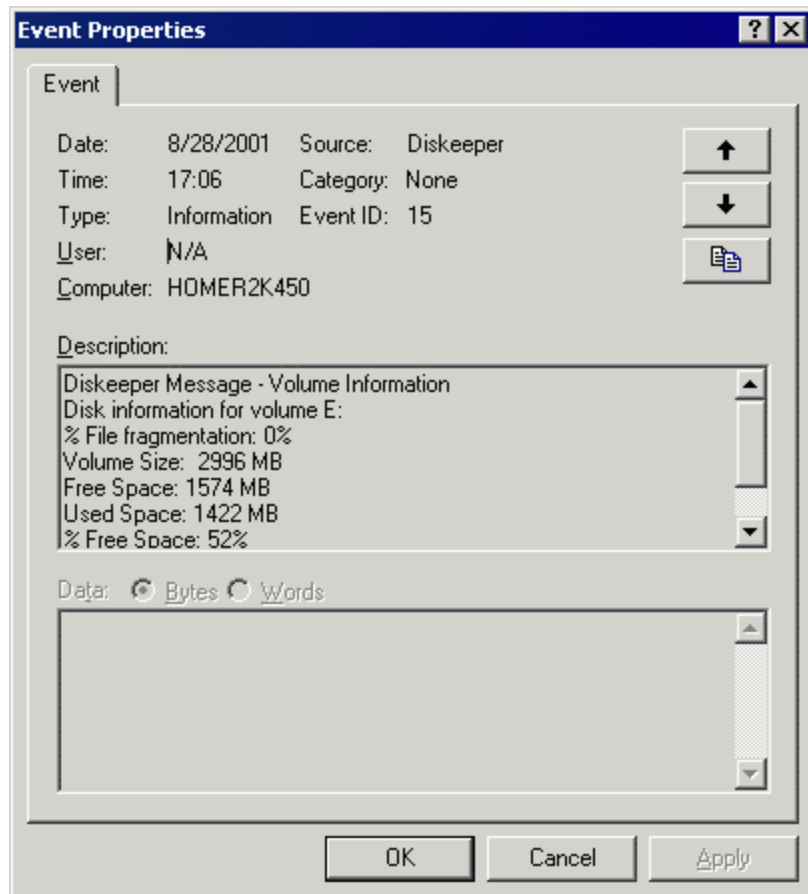 Event Properties
Event
Date: 8/28/2001 Source: Diskeeper
Time: 17:06 Category: None
Type: Information Event ID: 15
User: N/A
Computer: HOMER2K450
Description:
Diskeeper Message - Volume Information
Disk information for volume E:
% File fragmentation: 0%
Volume Size:  2996 MB
Free Space: 1574 MB
Used Space: 1422 MB
% Free Space: 52%
Data: Bytes Words
OK Cancel Apply